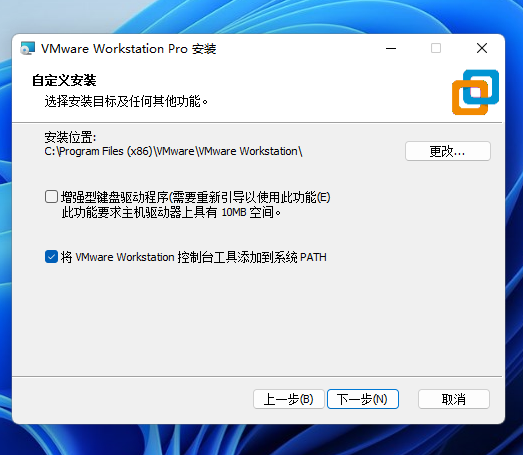 VMware Workstation Pro 安装
自定义安装
选择安装目标及任何其他功能。
安装位置:
C:\Program Files (x86)\VMware\VMware Workstation\
更改...
增强型键盘驱动程序(需要重新引导以使用此功能(E)
此功能要求主机驱动器上具有 10MB 空间。
将 VMware Workstation 控制台工具添加到系统 PATH
上一步(B) 下一步(N) 取消